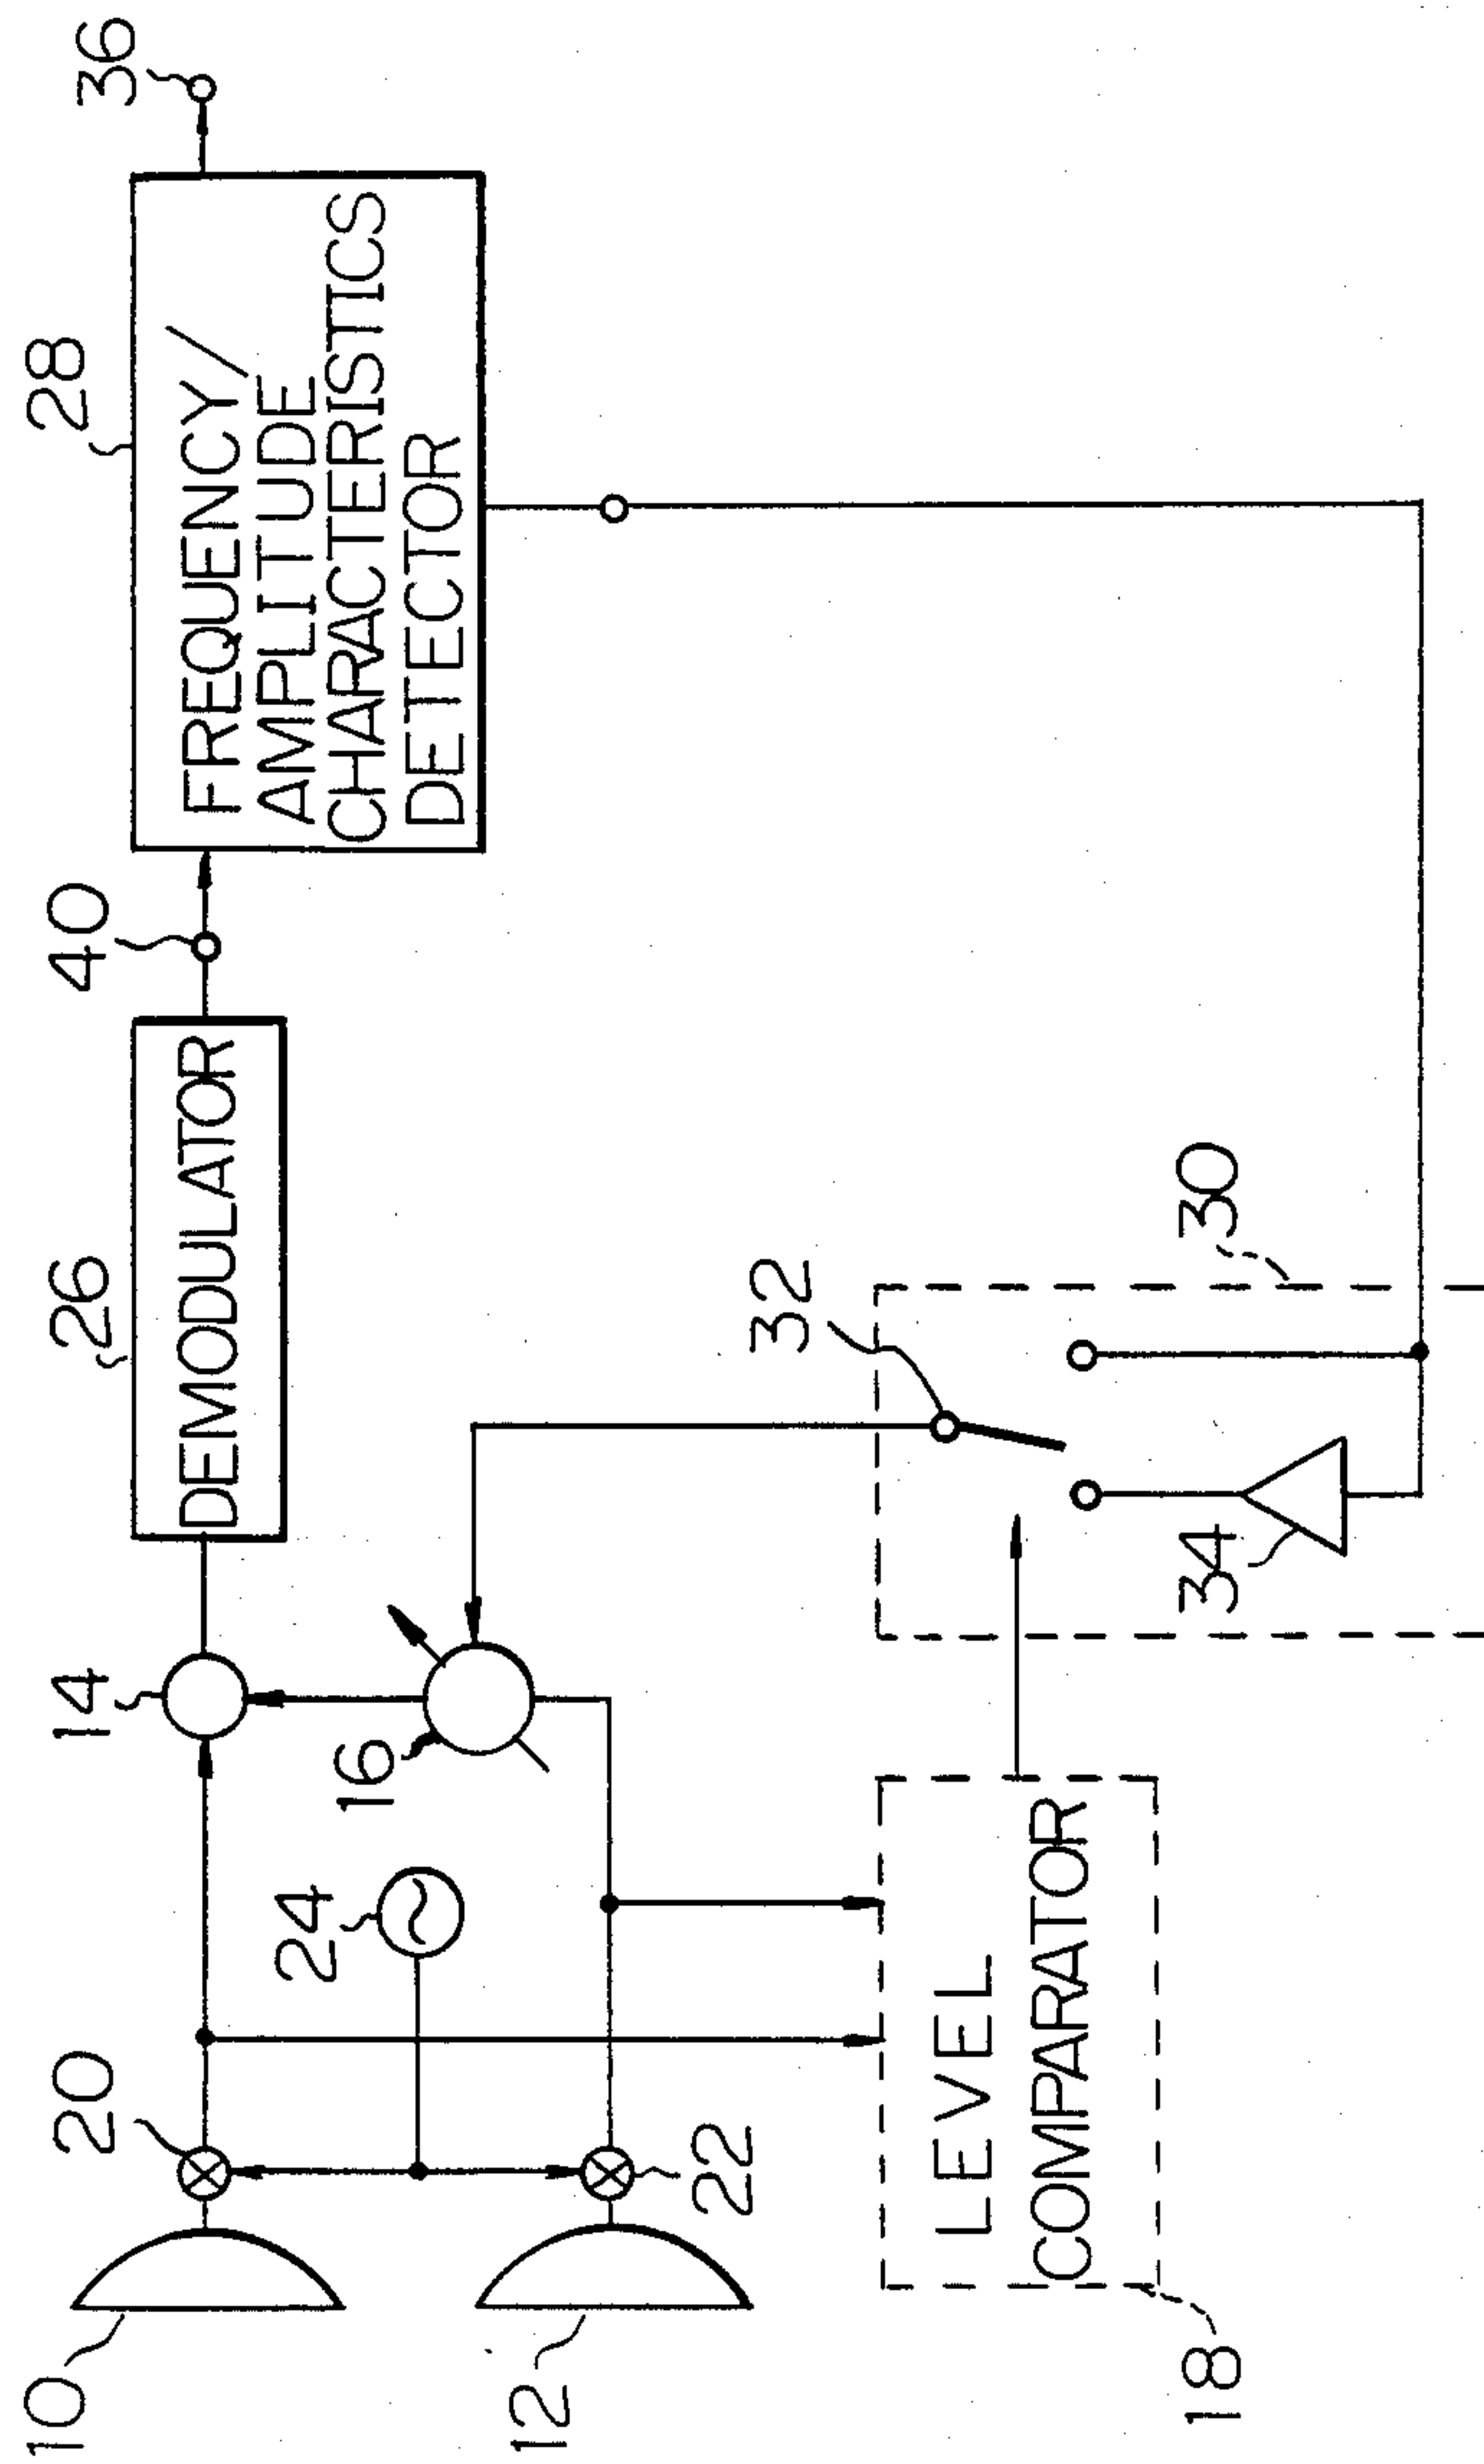 10
20
24
14
26
DEMODULATOR
40
28
FREQUENCY/
AMPLITUDE
CHARACTERISTICS
DETECTOR
36
12
22
16
32
30
34
18
LEVEL
COMPARATOR